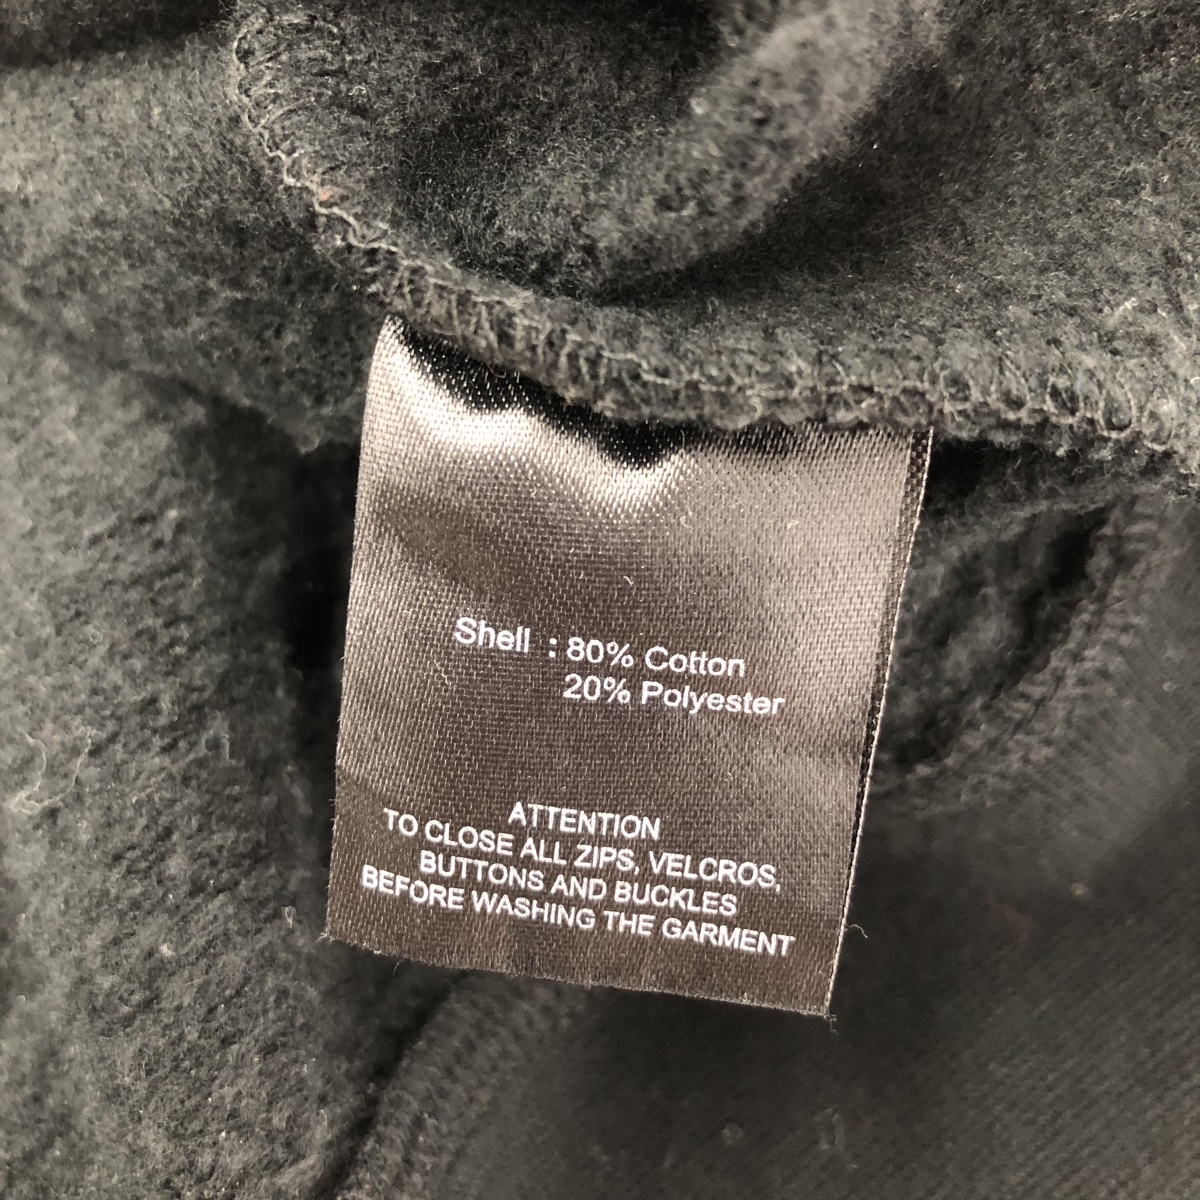 Shell : 80% Cotton
20% Polyester
ATTENTION
TO CLOSE ALL ZIPS, VELCROS,
BUTTONS AND BUCKLES
BEFORE WASHING THE GARMENT